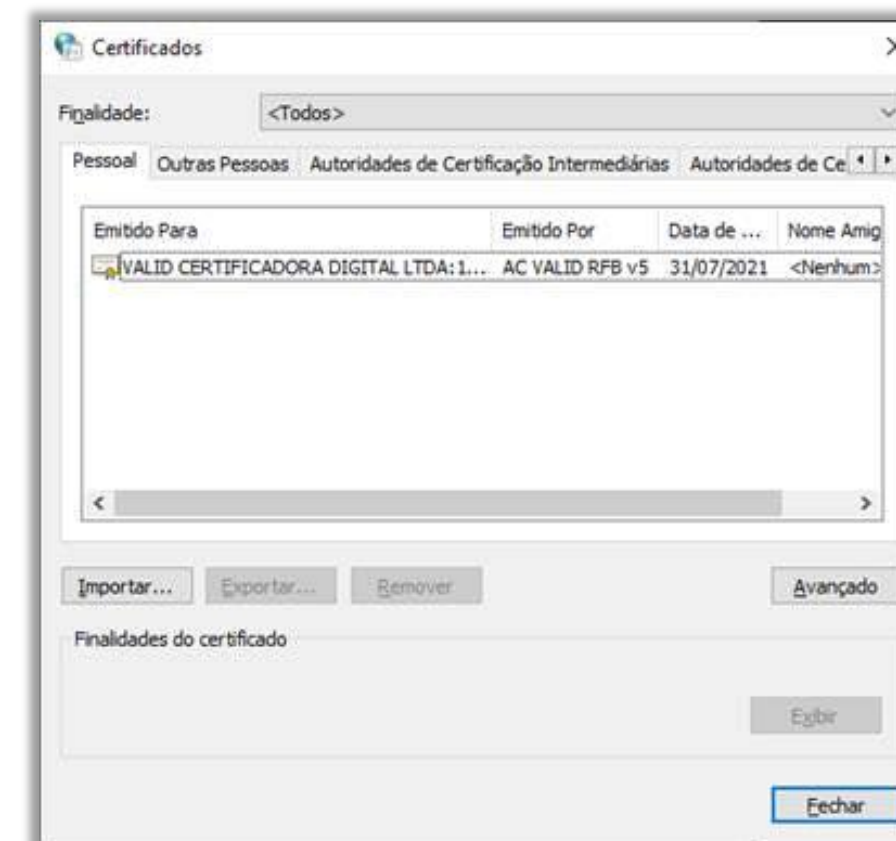 Certificados
Finalidade: <Todos>
Pessoal Outras Pessoas Autoridades de Certificação Intermediárias Autoridades de Ce
Emitido Para Emitido Por Data de ... Nome Amig
VALID CERTIFICADORA DIGITAL LTDA:1... AC VALID RFB v5 31/07/2021 <Nenhum>
Importar... Exportar... Remover Avançado
Finalidades do certificado
Exibir
Fechar